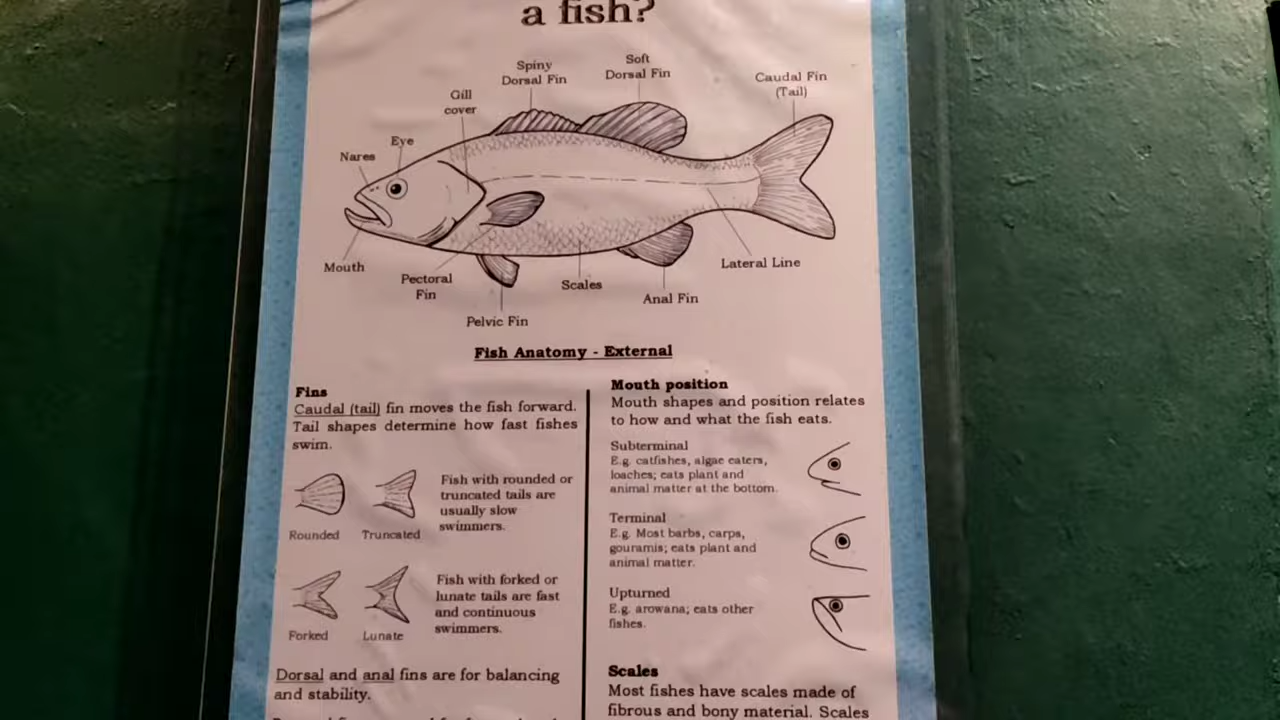 a fish?
Spiny
Dorsal Fin
Soft
Dorsal Fin
Caudal Fin
(Tail)
Gill
cover
Eye
Nares
Mouth
Pectoral
Fin
Pelvic Fin
Scales
Anal Fin
Lateral Line
Fish Anatomy - External
Fins
Caudal (tail) fin moves the fish forward.
Tail shapes determine how fast fishes
swim.
Rounded
Truncated
Fish with rounded or
truncated tails are
usually slow
swimmers.
Forked
Lunate
Fish with forked or
lunate tails are fast
and continuous
swimmers.
Dorsal and anal fins are for balancing
and stability.
Mouth position
Mouth shapes and position relates
to how and what the fish eats.
Subterminal
E.g. catfishes, algae eaters,
loaches; eats plant and
animal matter at the bottom.
Terminal
E.g. Most barbs, carps,
gouramis; eats plant and
animal matter.
Upturned
E.g. arowana; eats other
fishes.
Scales
Most fishes have scales made of
fibrous and bony material. Scales